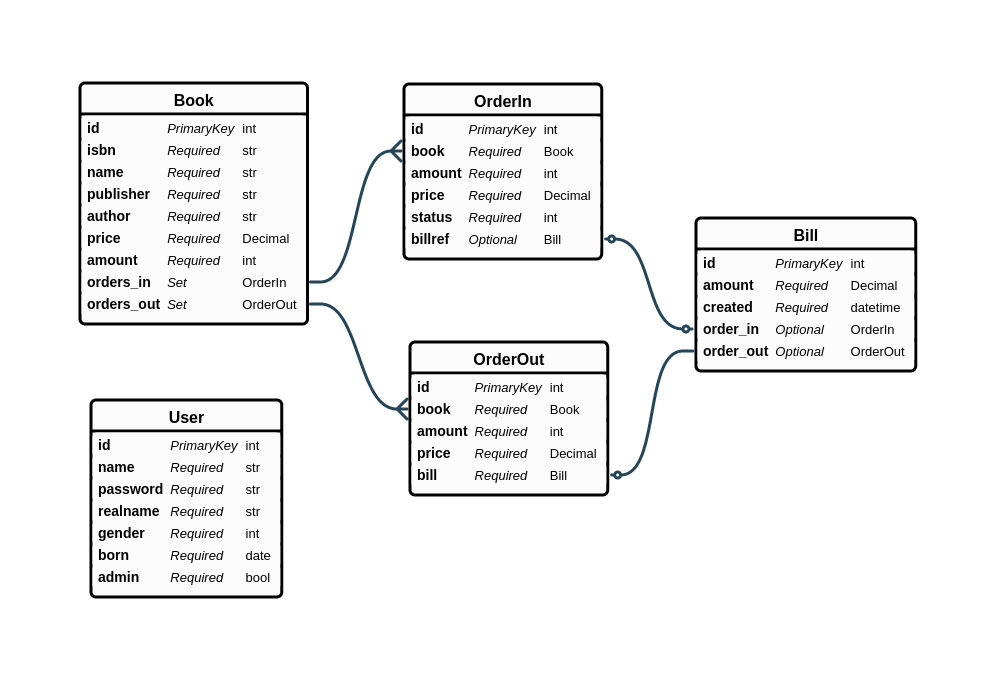 Book
id PrimaryKey int
isbn Required str
name Required str
publisher Required str
author Required str
price Required Decimal
amount Required int
orders_in Set OrderIn
orders_out Set OrderOut
OrderIn
id PrimaryKey int
book Required Book
amount Required int
price Required Decimal
status Required int
billref Optional Bill
Bill
id PrimaryKey int
amount Required Decimal
created Required datetime
order_in Optional OrderIn
order_out Optional OrderOut
OrderOut
id PrimaryKey int
book Required Book
amount Required int
price Required Decimal
bill Required Bill
User
id PrimaryKey int
name Required str
password Required str
realname Required str
gender Required int
born Required date
admin Required bool